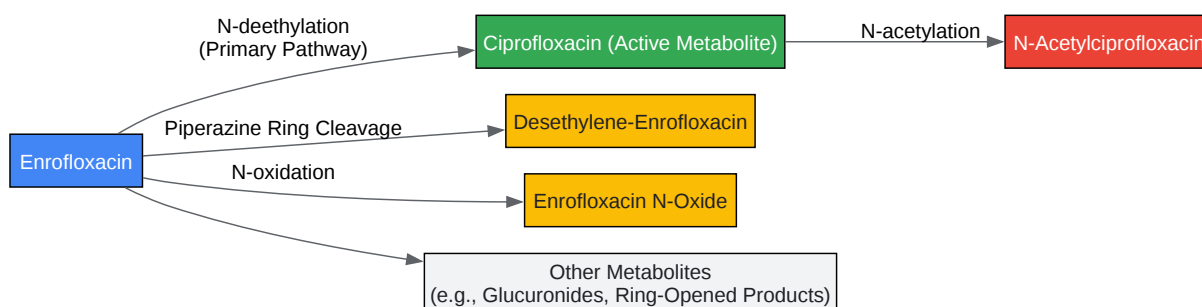 N-deethylation
(Primary Pathway)
Ciprofloxacin (Active Metabolite)
N-acetylation
N-Acetylciprofloxacin
Enrofloxacin
Piperazine Ring Cleavage
Desethylene-Enrofloxacin
N-oxidation
Enrofloxacin N-Oxide
Other Metabolites
(e.g., Glucuronides, Ring-Opened Products)